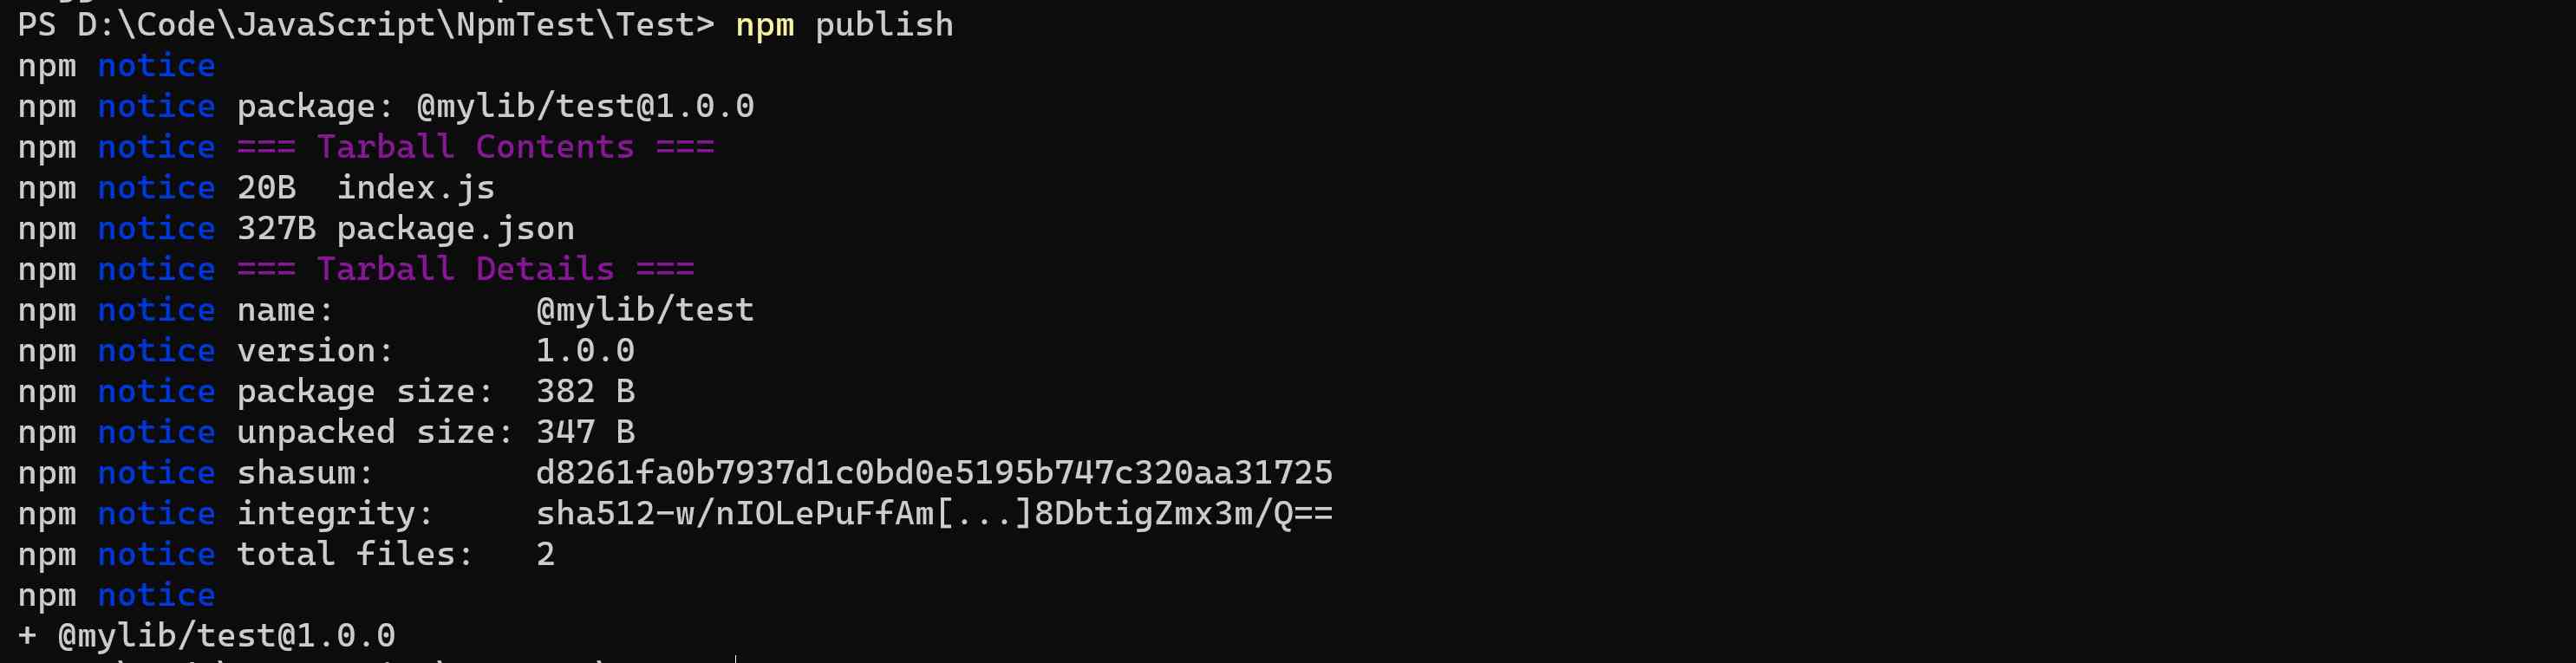 PS D:\Code\JavaScript\NpmTest\Test> npm publish
npm notice
npm notice package: @mylib/test@1.0.0
npm notice === Tarball Contents ===
npm notice 20B  index.js
npm notice 327B package.json
npm notice === Tarball Details ===
npm notice name:          @mylib/test
npm notice version:       1.0.0
npm notice package size:  382 B
npm notice unpacked size: 347 B
npm notice shasum:        d8261fa0b7937d1c0bd0e5195b747c320aa31725
npm notice integrity:     sha512-w/nIOLePuFfAm[...]8DbtigZmx3m/Q==
npm notice total files:   2
npm notice
+ @mylib/test@1.0.0